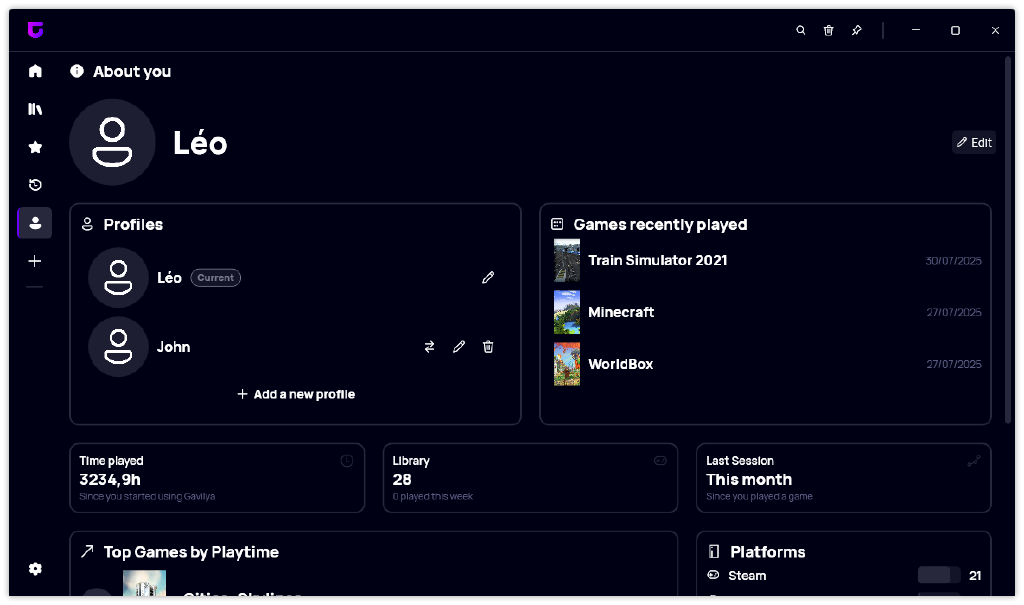 About you
Léo
Edit
Profiles
Léo Current
John
Add a new profile
Games recently played
Train Simulator 2021 30/07/2025
Minecraft 27/07/2025
WorldBox 27/07/2025
Time played
3234,9h
Since you started using Gavilya
Library
28
0 played this week
Last Session
This month
Since you played a game
Top Games by Playtime
Cities: Skylines
Platforms
Steam 21